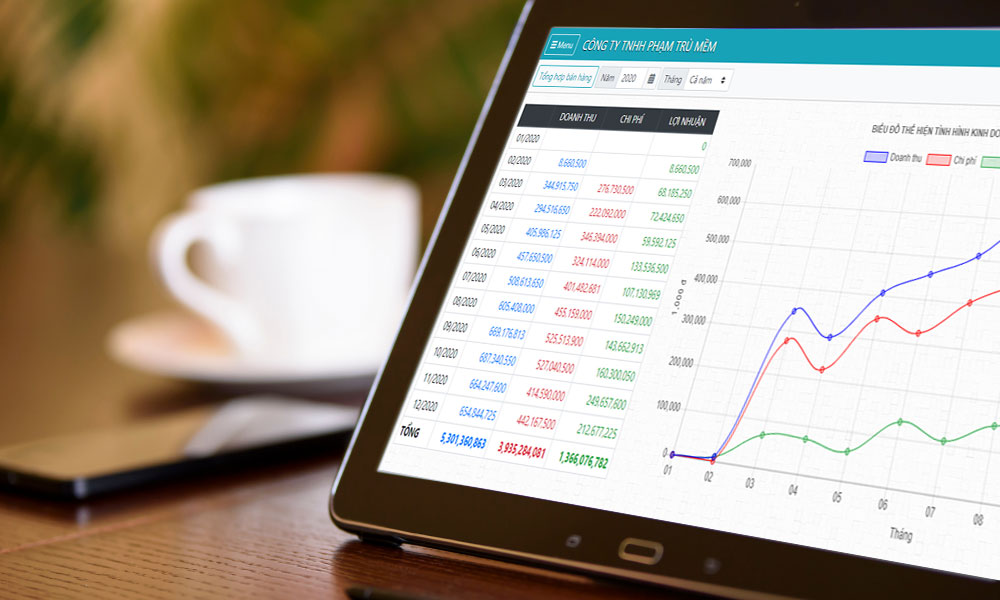 Menu CÔNG TY TNHH PHẠM TRÙ MỀM
Tổng hợp bán hàng Năm 2020 Tháng Cả năm
DOANH THU CHI PHÍ LỢI NHUẬN
01/2020 0
02/2020 8.660.500 8.660.500
03/2020 344.915.750 276.730.500 68.185.250
04/2020 294.516.650 222.092.000 72.424.650
05/2020 405.986.125 346.394.000 59.592.125
06/2020 457.650.500 324.114.000 133.536.500
07/2020 508.613.650 401.482.681 107.130.969
08/2020 605.408.000 455.159.000 150.249.000
09/2020 669.176.813 525.513.900 143.662.913
10/2020 687.340.550 527.040.500 160.300.050
11/2020 664.247.600 414.590.000 249.657.600
12/2020 654.844.725 442.167.500 212.677.225
TỔNG 5,301,360,863 3,935,284,081 1,366,076,782
BIỂU ĐỒ THỂ HIỆN TÌNH HÌNH KINH DO
Doanh thu Chi phí
700,000
600,000
500,000
400,000
300,000
200,000
100,000
0
1,000 đ
01 02 03 04 05 06 07 08
Tháng